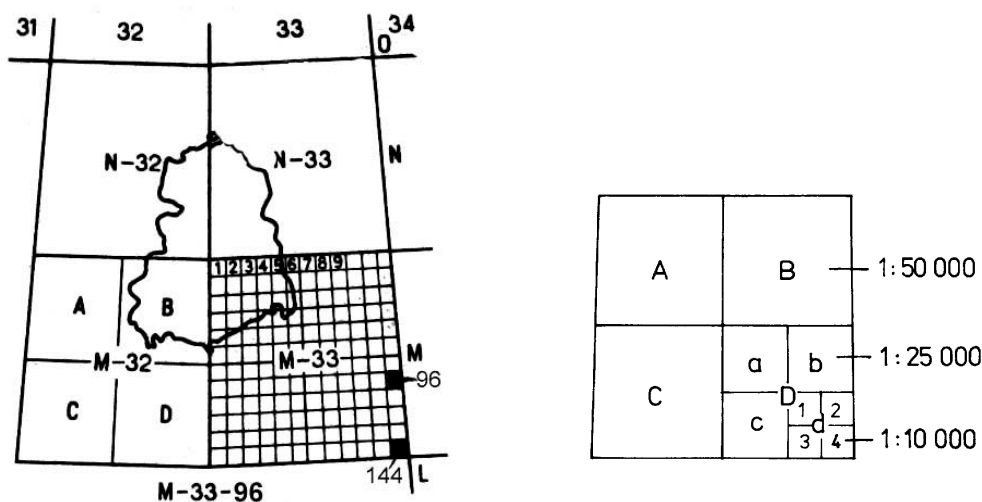 31 32 33 34
O
N-32 N-33 N
1 2 3 4 5 6 7 8 9
A B
M-32 M-33 M
96
C D
144 L
M-33-96
A B 1:50 000
a b 1:25 000
C D
c 1 d 2
3 4 1:10 000